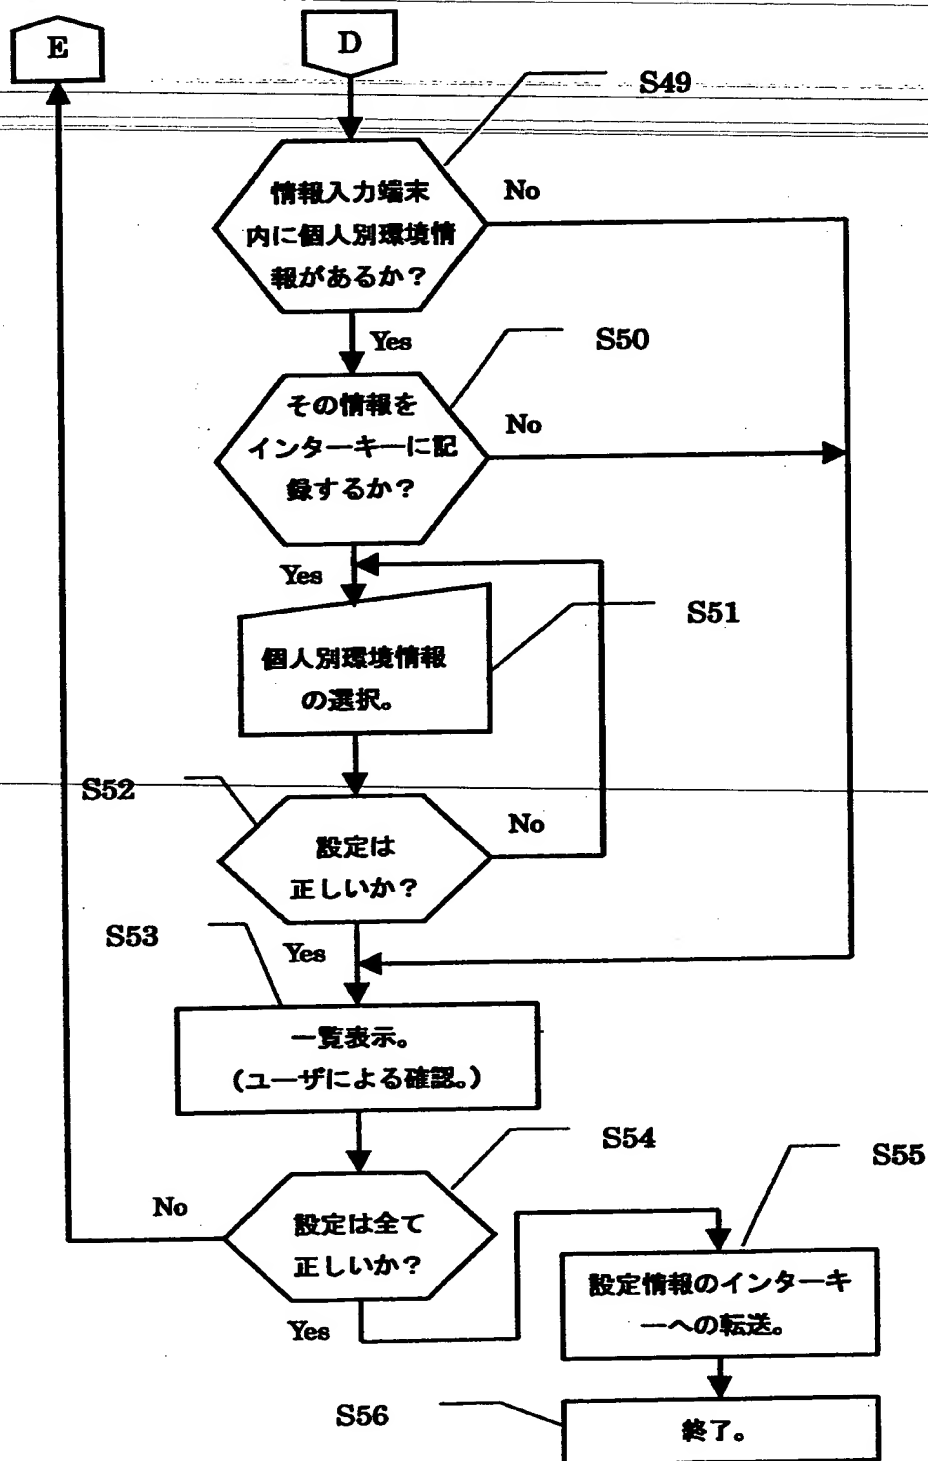 E
D
S49
情報入力端末
内に個人別環境情
報があるか？
No
Yes
S50
その情報を
インターキーに記
録するか？
No
Yes
S51
個人別環境情報
の選択。
S52
設定は
正しいか？
No
S53
Yes
一覧表示。
(ユーザによる確認。)
S54
S55
No
設定は全て
正しいか？
設定情報のインターキ
ーへの転送。
Yes
S56
終了。